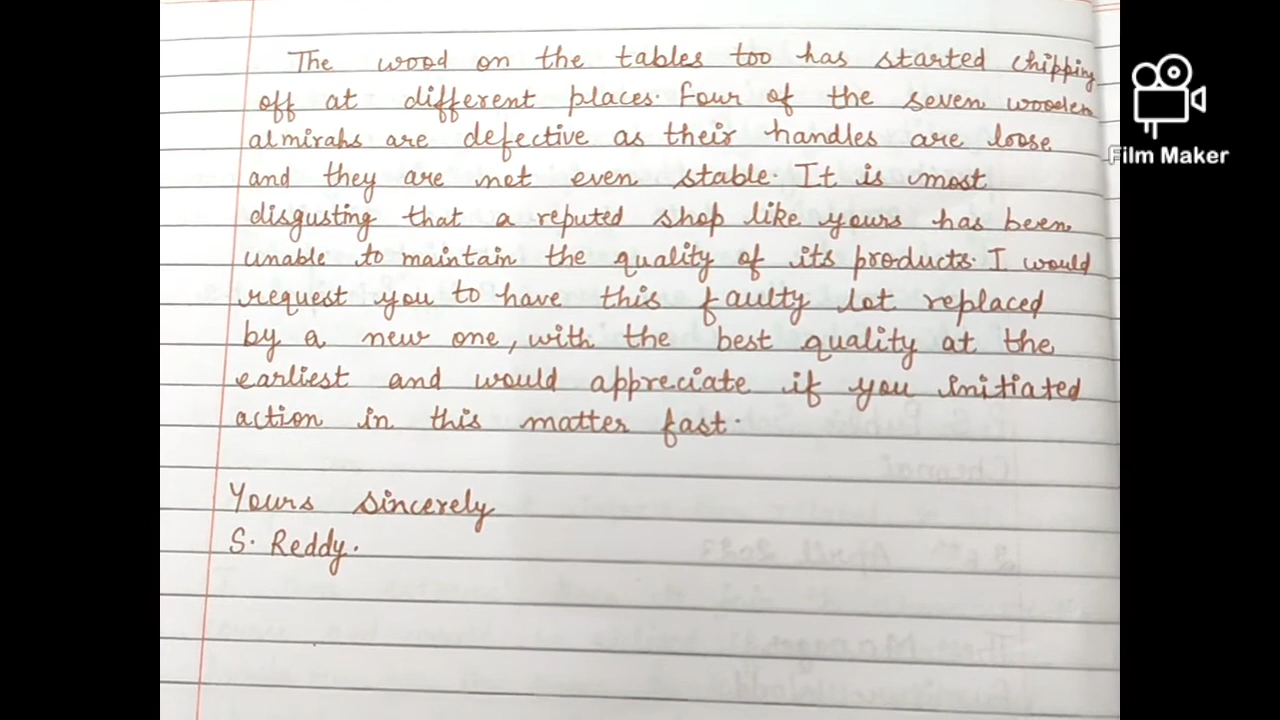 The wood on the tables too has started chipping
off at different places. Four of the seven wooden
almirahs are defective as their handles are loose
and they are not even stable. It is most
disgusting that a reputed shop like yours has been
unable to maintain the quality of its products. I would
request you to have this faulty lot replaced
by a new one, with the best quality at the
earliest and would appreciate if you initiated
action in this matter fast.
Yours sincerely
S. Reddy.
Film Maker